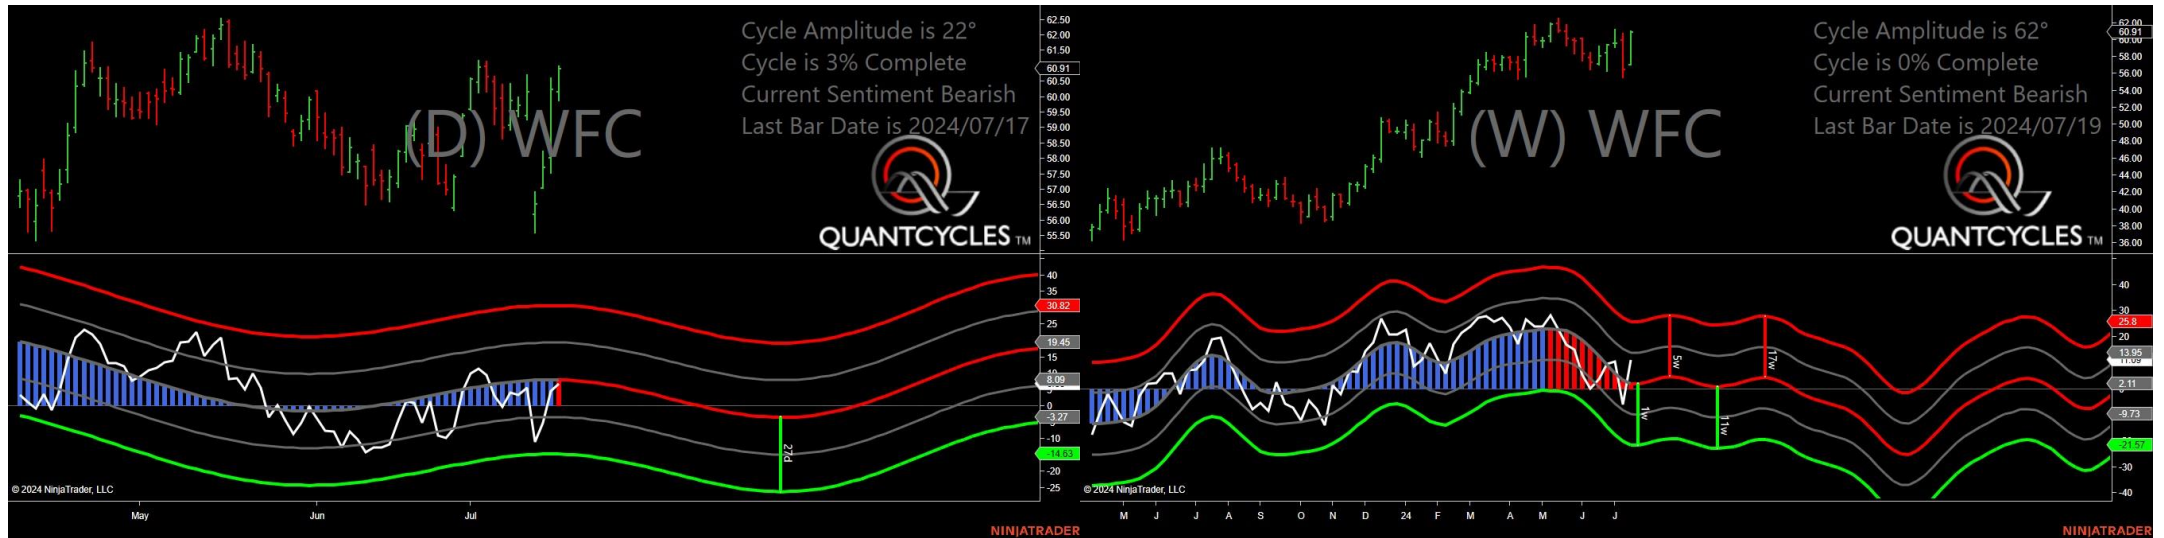 Cycle Amplitude is 22°
Cycle is 3% Complete
Current Sentiment Bearish
Last Bar Date is 2024/07/17
(D) WFC
QUANTCYCLES TM
62.50
62.00
61.50
60.91
60.50
60.00
59.50
59.00
58.50
58.00
57.50
57.00
56.50
56.00
55.50
40
35
30.82
25
19.45
15
8.09
0
-3.27
-10
-14.63
-20
-25
27d
© 2024 NinjaTrader, LLC
May
Jun
Jul
NINJATRADER
Cycle Amplitude is 62°
Cycle is 0% Complete
Current Sentiment Bearish
Last Bar Date is 2024/07/19
(W) WFC
QUANTCYCLES TM
62.00
60.91
60.00
58.00
56.00
54.00
52.00
50.00
48.00
46.00
44.00
42.00
40.00
38.00
36.00
40
30
25.8
20
13.95
11.09
2.11
-9.73
-21.57
-30
-40
5w
17w
1w
11w
© 2024 NinjaTrader, LLC
M J J A S O N D 24 F M A M J J
NINJATRADER